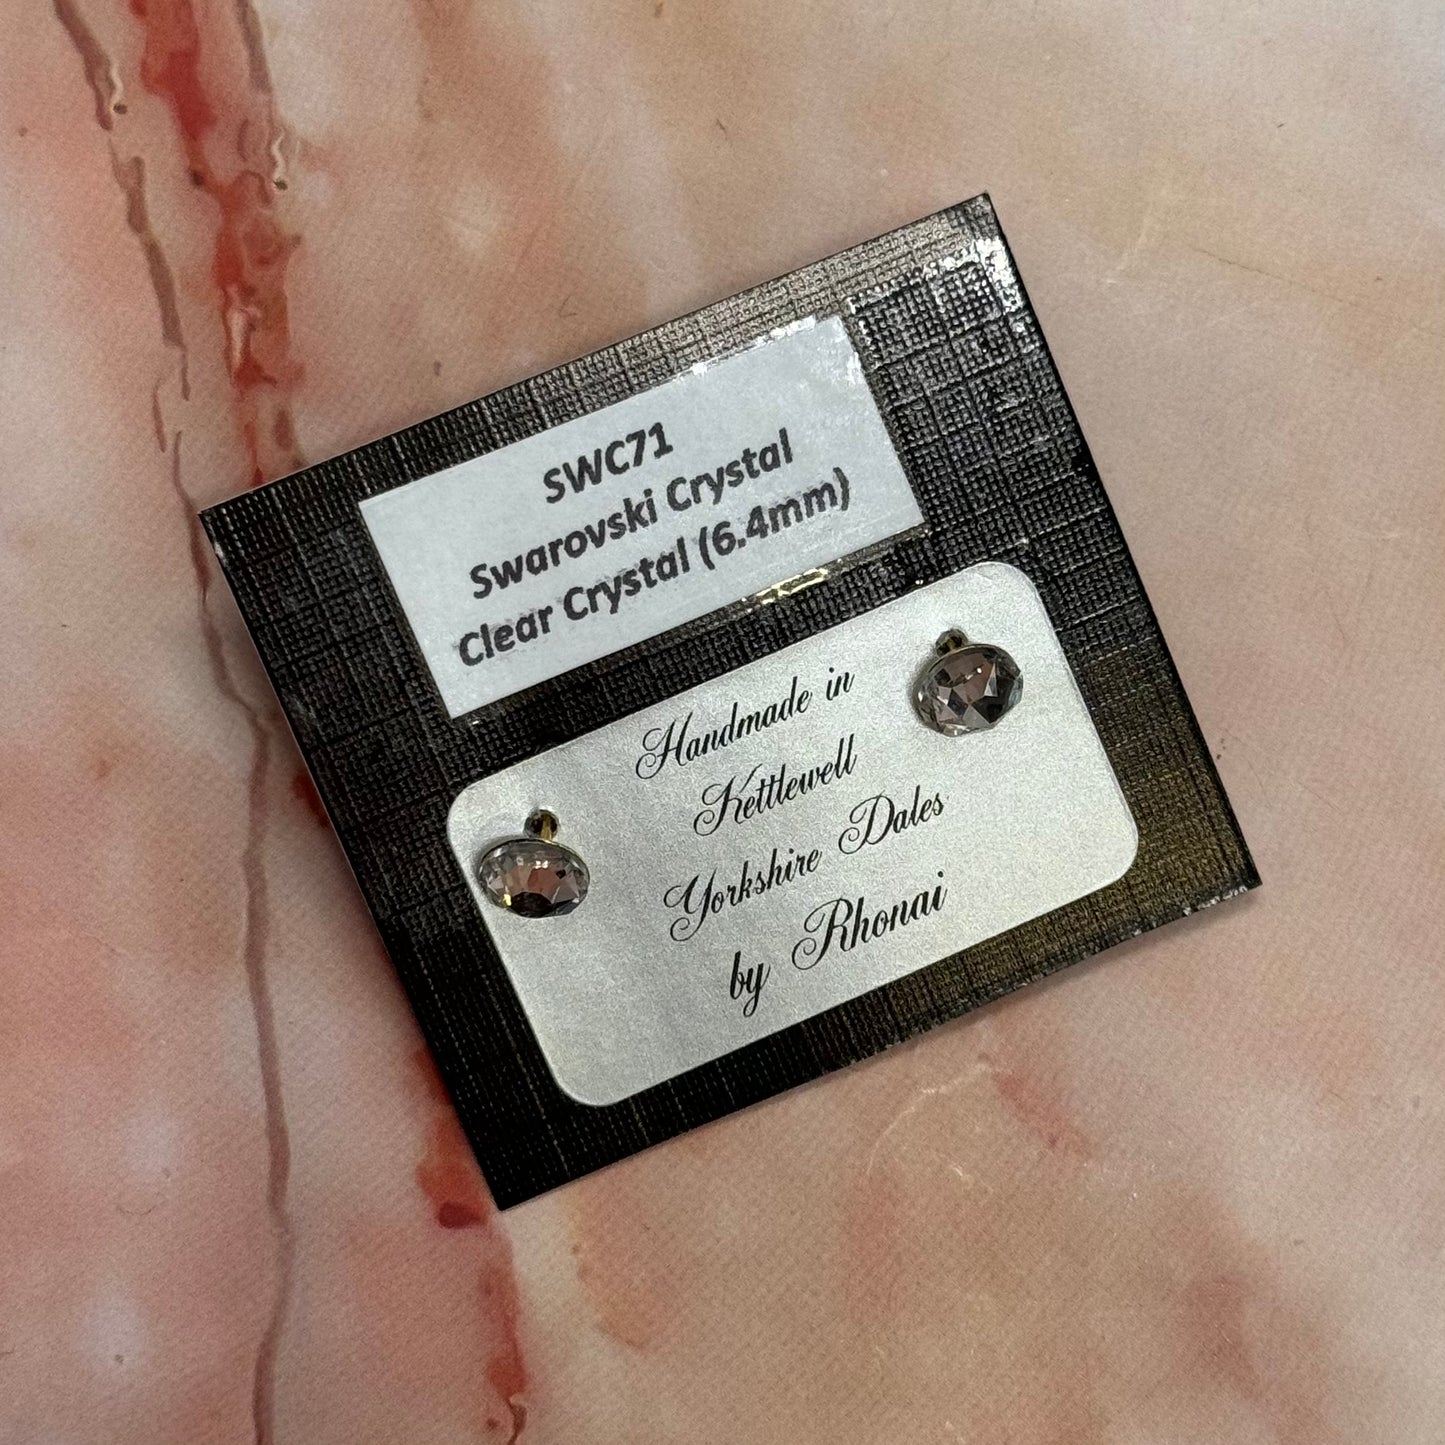 SWC71
Swarovski Crystal
Clear Crystal (6.4mm)
Handmade in
Kettlewell
Yorkshire Dales
by Rhonai